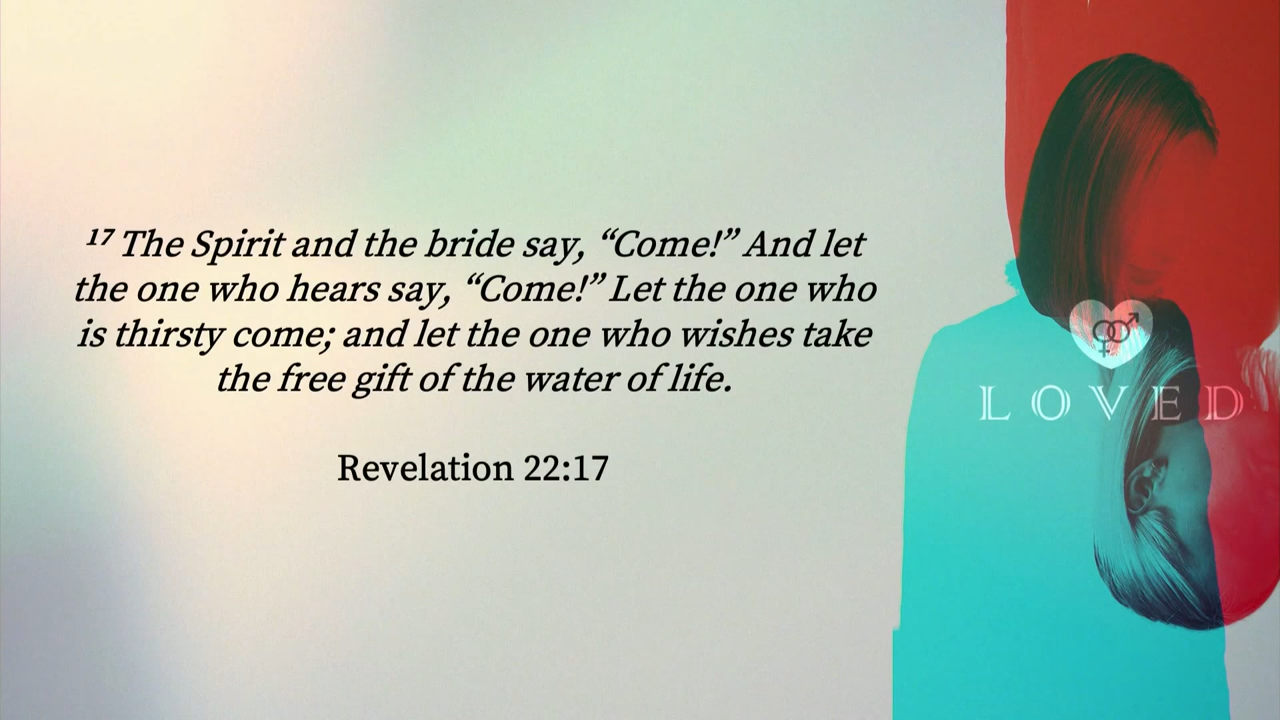 ¹⁷ The Spirit and the bride say, “Come!” And let
the one who hears say, “Come!” Let the one who
is thirsty come; and let the one who wishes take
the free gift of the water of life.
Revelation 22:17
LOVED